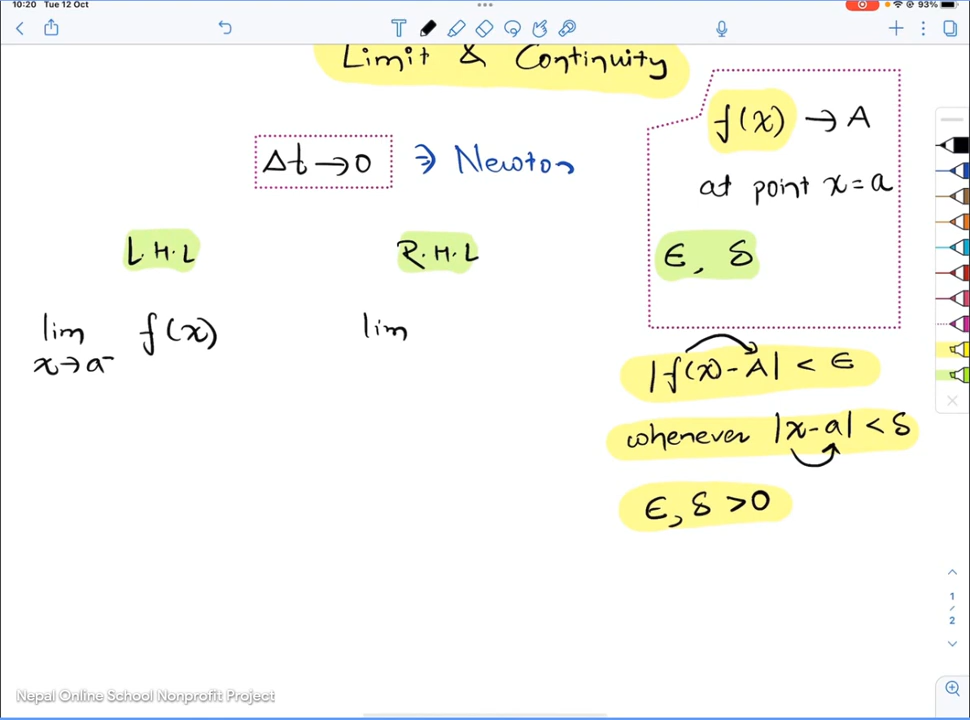 10:20 Tue 12 Oct
93%
T
Limit & Continuity
f(x) → A
at point x = a
Δt → 0 ⇒ Newton
L.H.L
R.H.L
ϵ, δ
lim f(x)
x → a⁻
lim
|f(x) - A| < ϵ
whenever |x - a| < δ
ϵ, δ > 0
1
/
2
Nepal Online School Nonprofit Project